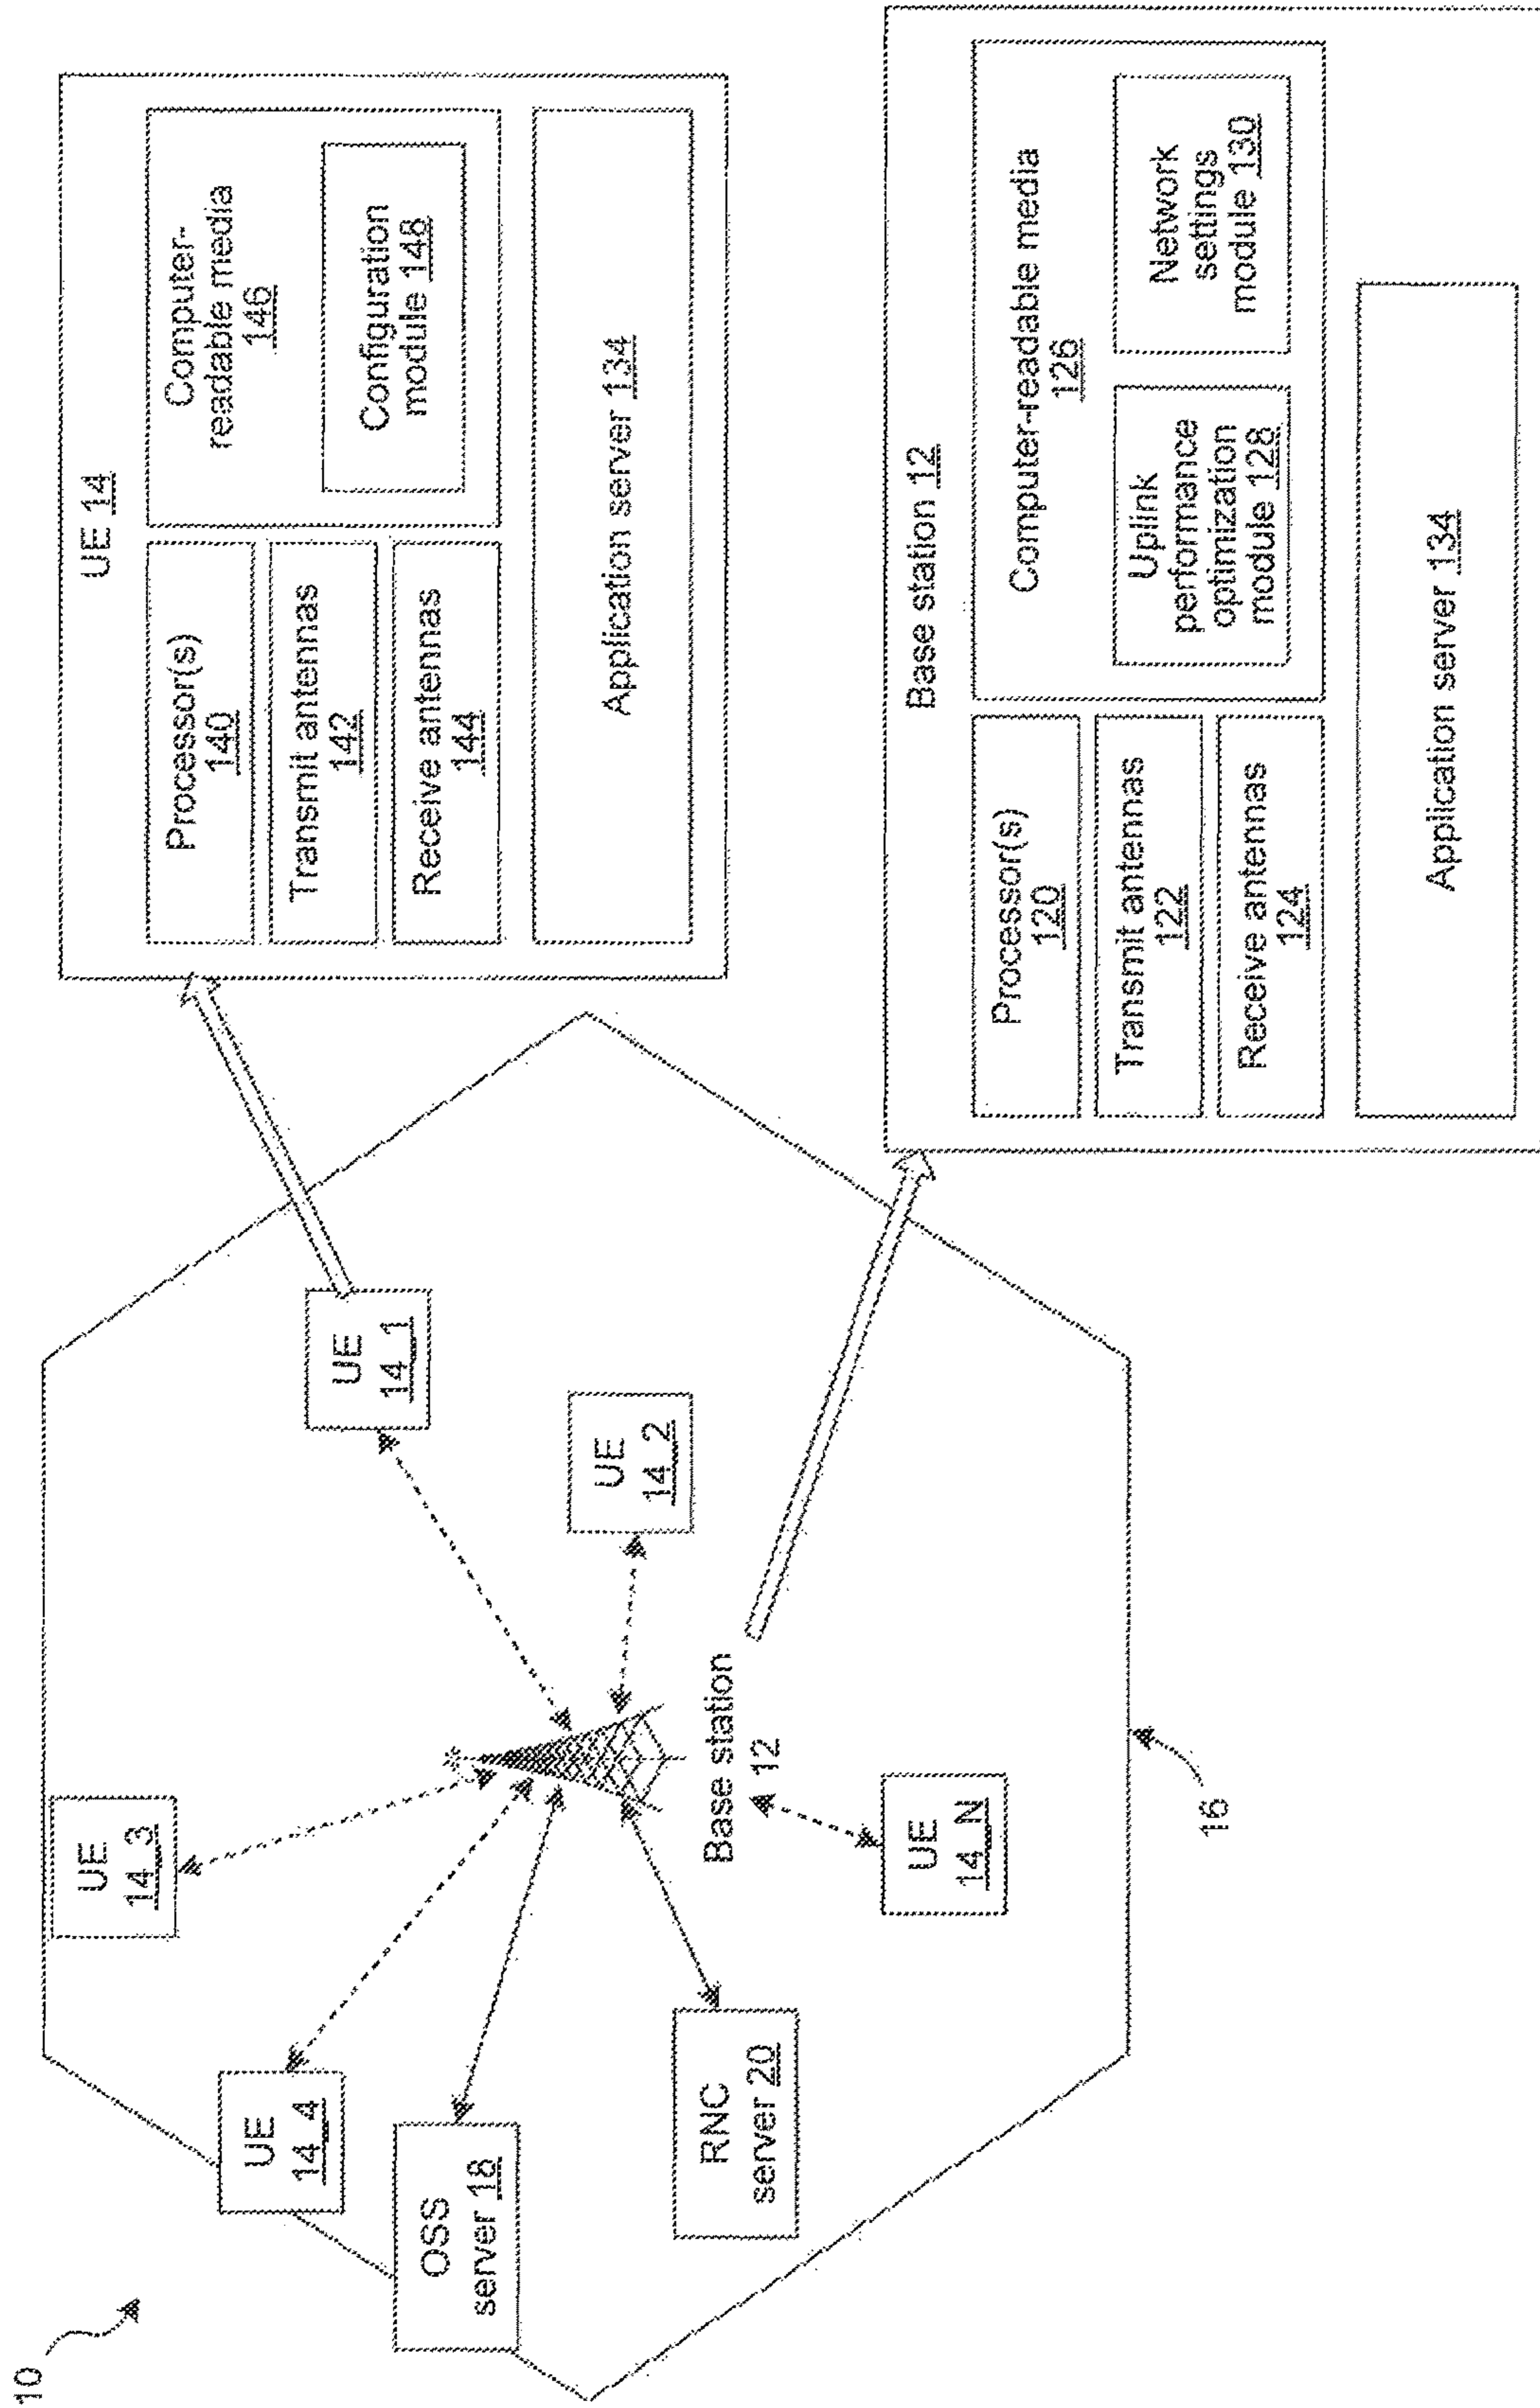 10
UE
14_4
OSS
server 18
RNC
server 20
UE
14_3
UE
14_N
Base station
12
UE
14_2
UE
14_1
16
UE 14
Processor(s)
140
Transmit antennas
142
Receive antennas
144
Computer-
readable media
146
Configuration
module 148
Application server 134
Base station 12
Processor(s)
120
Transmit antennas
122
Receive antennas
124
Computer-readable media
126
Uplink
performance
optimization
module 128
Network
settings
module 130
Application server 134